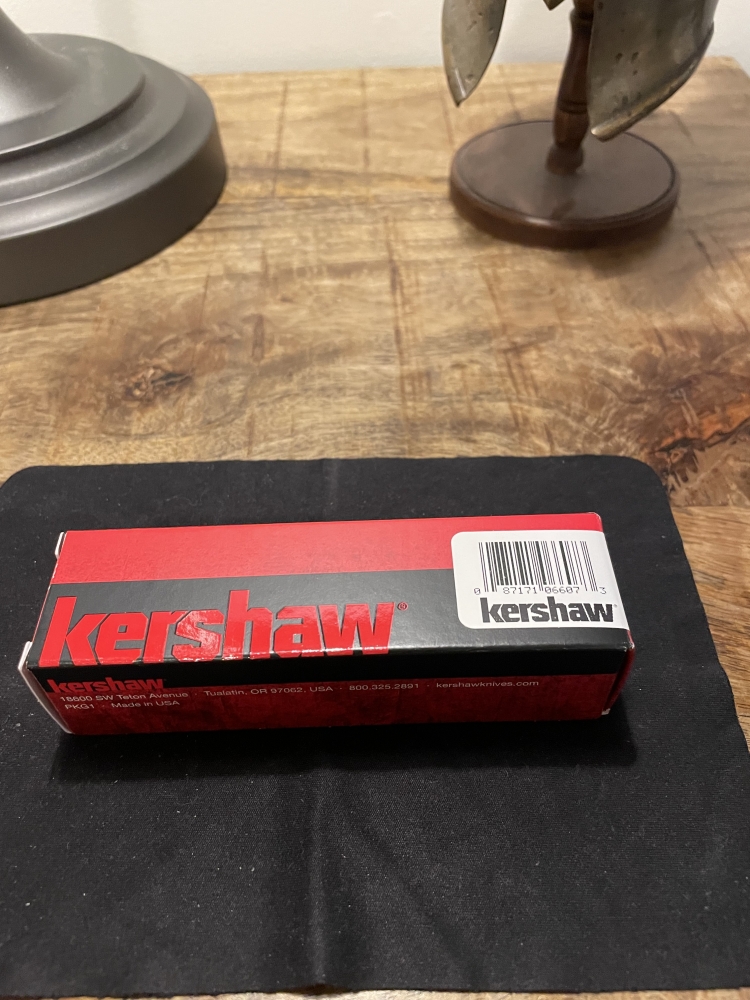 0 87171 06607 3
kershaw
kershaw®
kershaw
18600 SW Teton Avenue · Tualatin, OR 97062, USA · 800.325.2891 · kershawknives.com
PKG1 · Made in USA